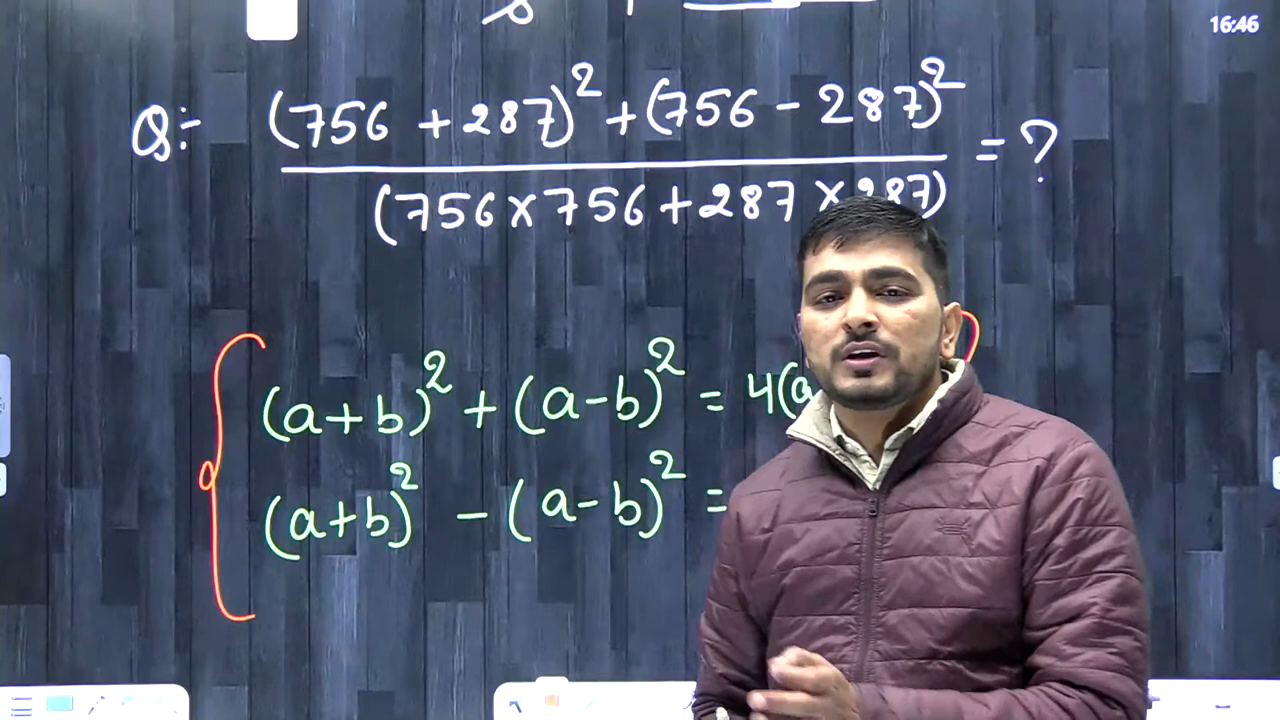 16:46
Q:- (756 + 287)² + (756 - 287)²
= ?
(756 × 756 + 287 × 287)
(a+b)² + (a-b)² = 4(a
(a+b)² - (a-b)² =